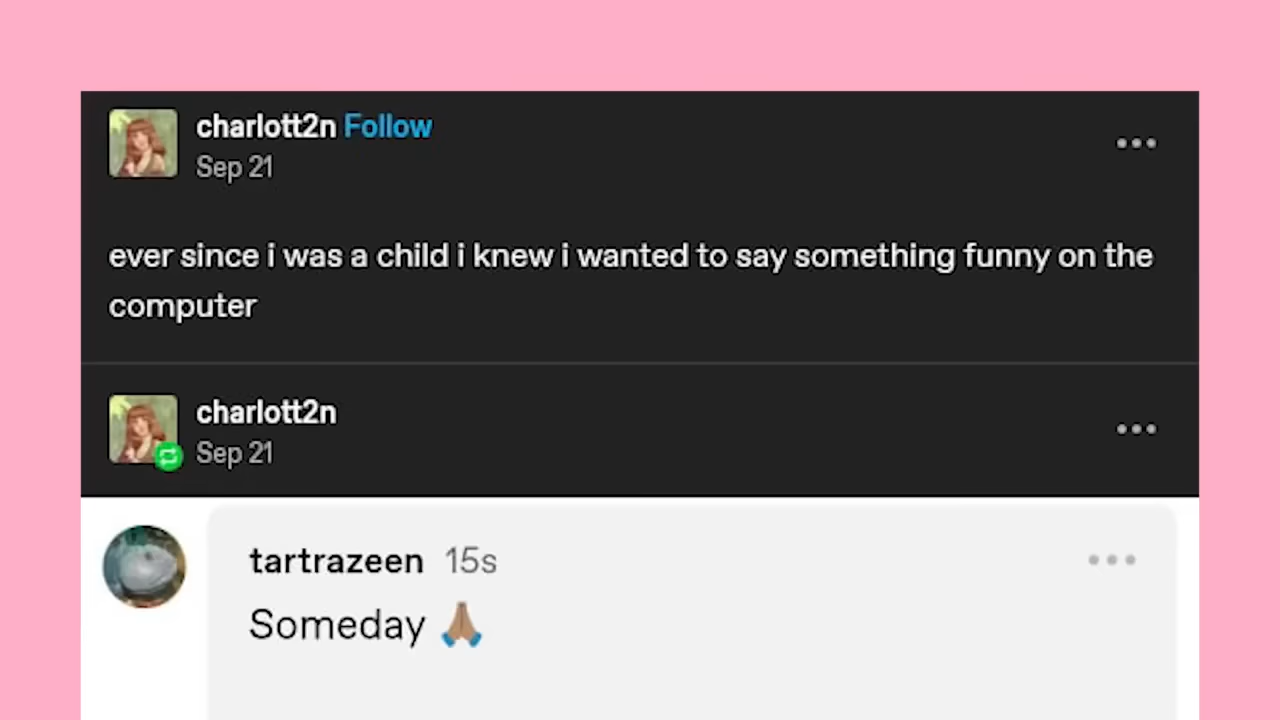 charlott2n Follow
Sep 21
ever since i was a child i knew i wanted to say something funny on the
computer
charlott2n
Sep 21
tartrazeen 15s
Someday 🙏🏽